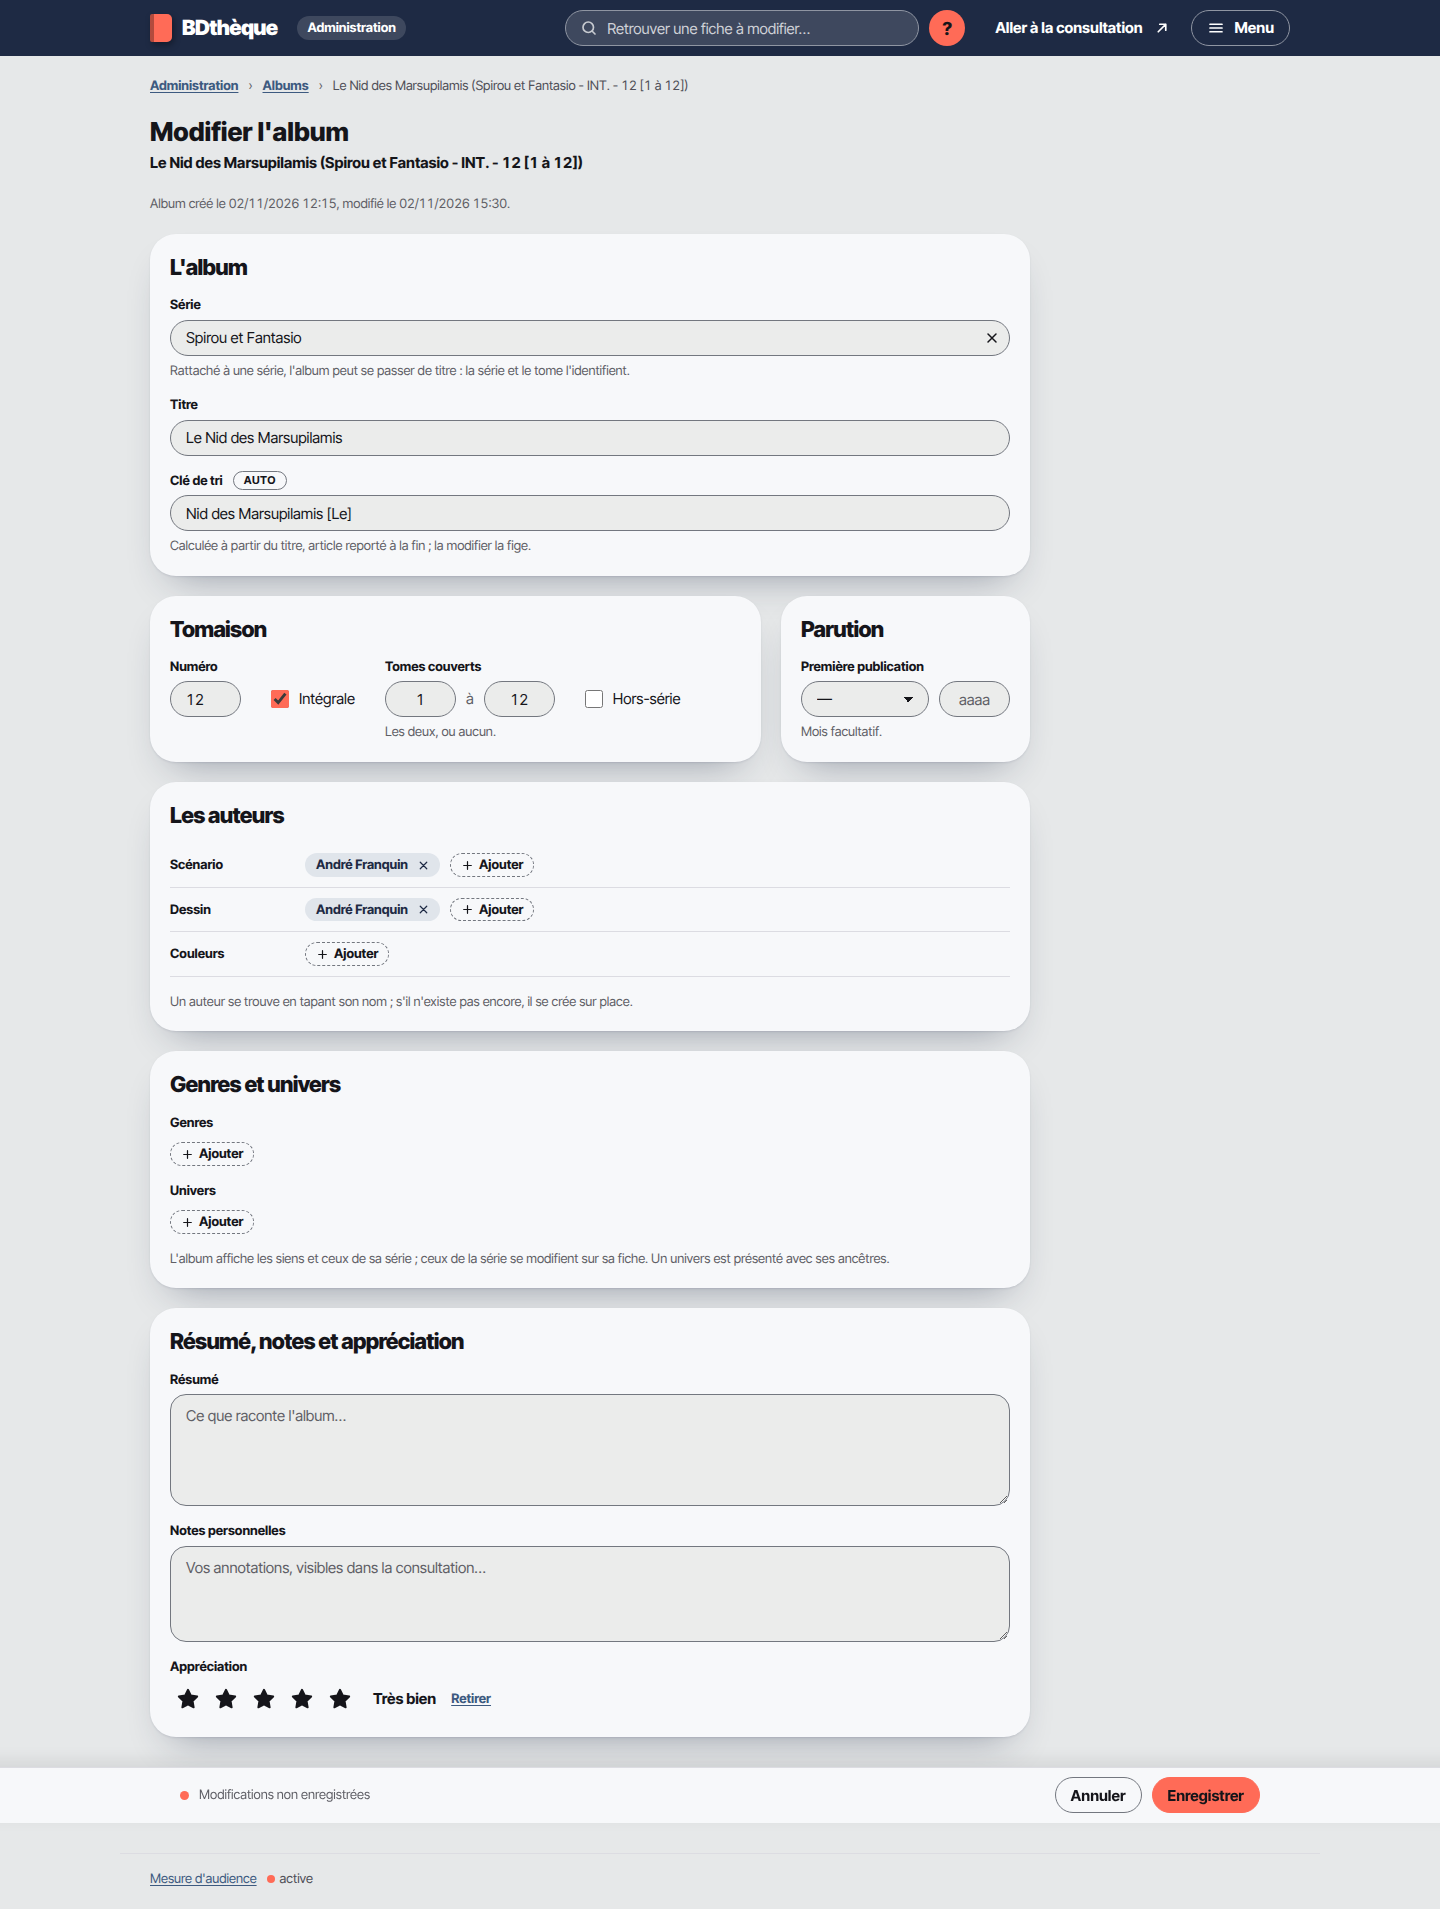 BDthèque Administration Retrouver une fiche à modifier... ? Aller à la consultation Menu
Administration › Albums › Le Nid des Marsupilamis (Spirou et Fantasio - INT. - 12 [1 à 12])
Modifier l'album
Le Nid des Marsupilamis (Spirou et Fantasio - INT. - 12 [1 à 12])
Album créé le 02/11/2026 12:15, modifié le 02/11/2026 15:30.
L'album
Série
Spirou et Fantasio
Rattaché à une série, l'album peut se passer de titre : la série et le tome l'identifient.
Titre
Le Nid des Marsupilamis
Clé de tri AUTO
Nid des Marsupilamis [Le]
Calculée à partir du titre, article reporté à la fin ; la modifier la fige.
Tomaison
Numéro Tomes couverts
12 Intégrale 1 à 12 Hors-série
Les deux, ou aucun.
Parution
Première publication
— aaaa
Mois facultatif.
Les auteurs
Scénario André Franquin Ajouter
Dessin André Franquin Ajouter
Couleurs Ajouter
Un auteur se trouve en tapant son nom ; s'il n'existe pas encore, il se crée sur place.
Genres et univers
Genres
Ajouter
Univers
Ajouter
L'album affiche les siens et ceux de sa série ; ceux de la série se modifient sur sa fiche. Un univers est présenté avec ses ancêtres.
Résumé, notes et appréciation
Résumé
Ce que raconte l'album...
Notes personnelles
Vos annotations, visibles dans la consultation...
Appréciation
Très bien Retirer
Modifications non enregistrées Annuler Enregistrer
Mesure d'audience active